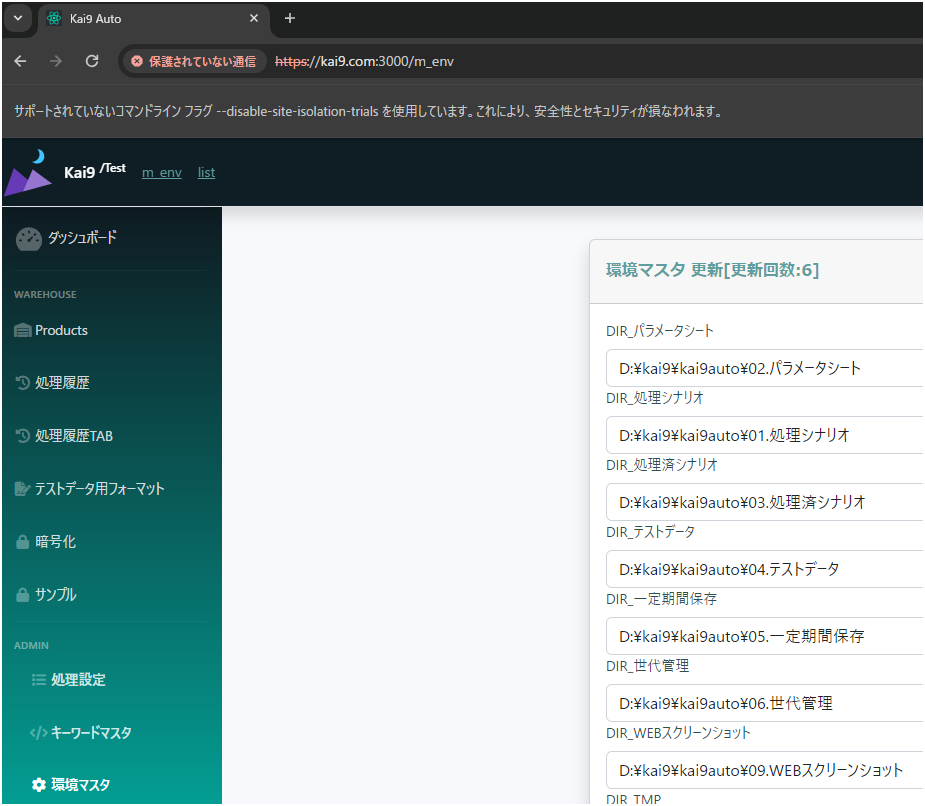 Kai9 Auto
保護されていない通信 https://kai9.com:3000/m_env
サポートされていないコマンドライン フラグ --disable-site-isolation-trials を使用しています。これにより、安全性とセキュリティが損なわれます。
Kai9 /Test m_env list
ダッシュボード
WAREHOUSE
Products
処理履歴
処理履歴TAB
テストデータ用フォーマット
暗号化
サンプル
ADMIN
処理設定
キーワードマスタ
環境マスタ
環境マスタ 更新[更新回数:6]
DIR_パラメータシート
D:¥kai9¥kai9auto¥02.パラメータシート
DIR_処理シナリオ
D:¥kai9¥kai9auto¥01.処理シナリオ
DIR_処理済シナリオ
D:¥kai9¥kai9auto¥03.処理済シナリオ
DIR_テストデータ
D:¥kai9¥kai9auto¥04.テストデータ
DIR_一定期間保存
D:¥kai9¥kai9auto¥05.一定期間保存
DIR_世代管理
D:¥kai9¥kai9auto¥06.世代管理
DIR_WEBスクリーンショット
D:¥kai9¥kai9auto¥09.WEBスクリーンショット
DIR_TMP